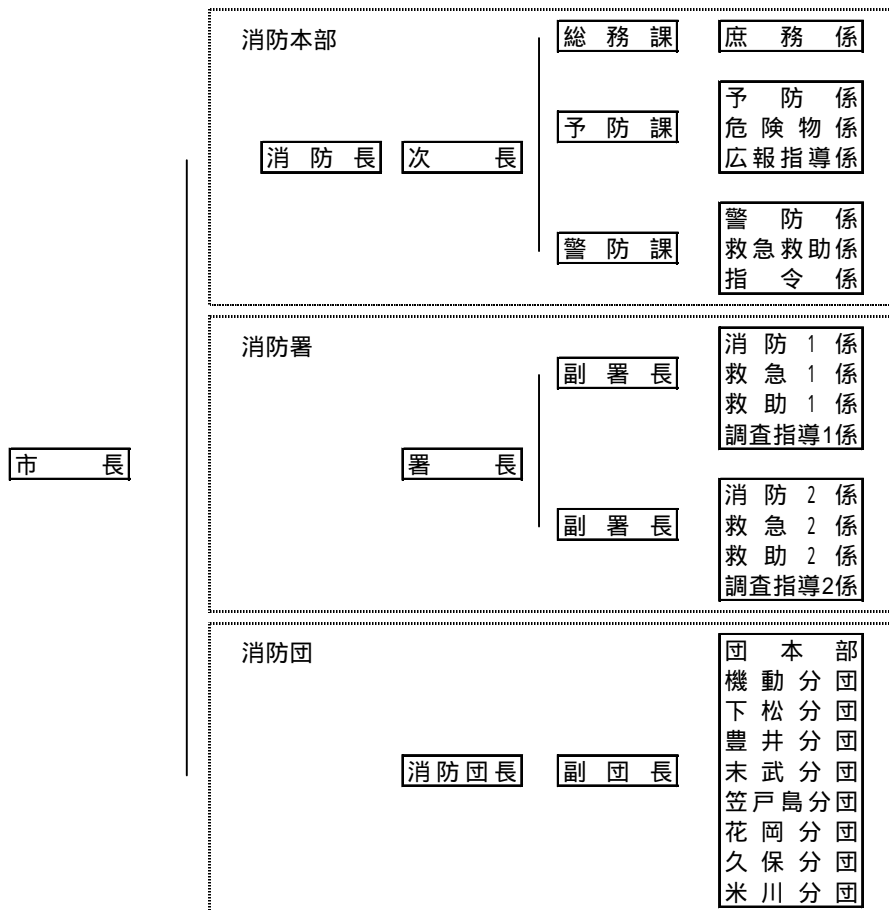 消防本部
総務課 庶務係
予防係
予防課 危険物係
広報指導係
消防長 次長
警防係
警防課 救急救助係
指令係
消防署
消防1係
副署長 救急1係
救助1係
調査指導1係
市長 署長
消防2係
副署長 救急2係
救助2係
調査指導2係
消防団
団本部
機動分団
下松分団
豊井分団
消防団長 副団長 末武分団
笠戸島分団
花岡分団
久保分団
米川分団